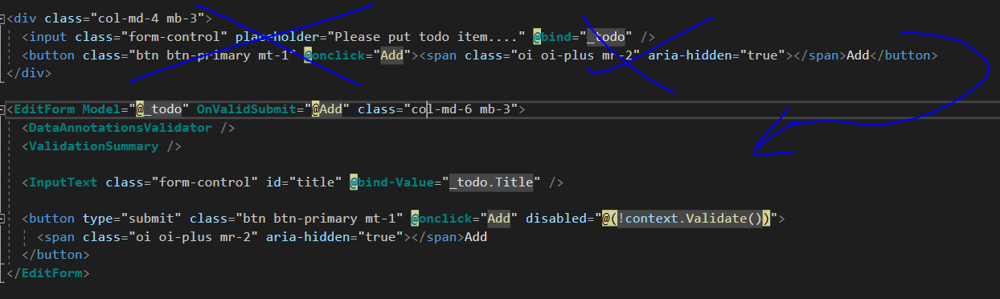 <div class="col-md-4 mb-3">
<input class="form-control" placeholder="Please put todo item...." @bind="_todo" />
<button class="btn btn-primary mt-1" @onclick="Add"><span class="oi oi-plus mr-2" aria-hidden="true"></span>Add</button>
</div>
<EditForm Model="@_todo" OnValidSubmit="@Add" class="col-md-6 mb-3">
<DataAnnotationsValidator />
<ValidationSummary />
<InputText class="form-control" id="title" @bind-Value="_todo.Title" />
<button type="submit" class="btn btn-primary mt-1" @onclick="Add" disabled="@(!context.Validate())">
<span class="oi oi-plus mr-2" aria-hidden="true"></span>Add
</button>
</EditForm>